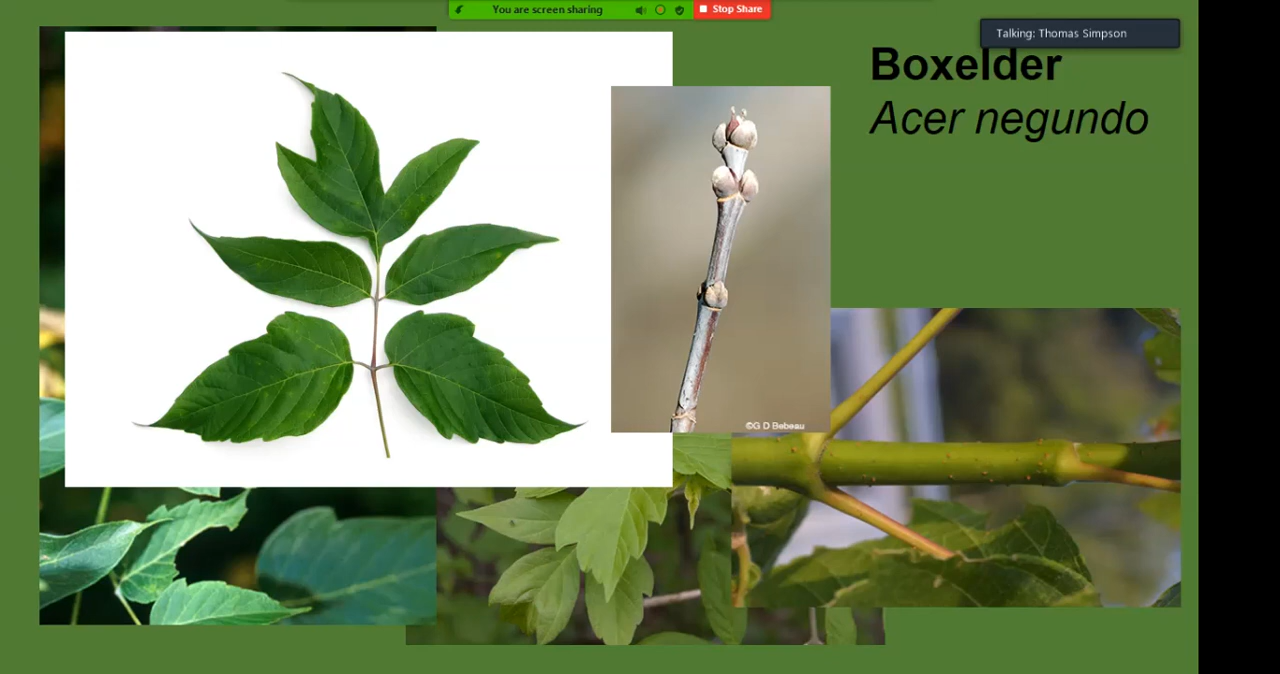 You are screen sharing
Stop Share
Talking: Thomas Simpson
Boxelder
Acer negundo
©G D Bebeau